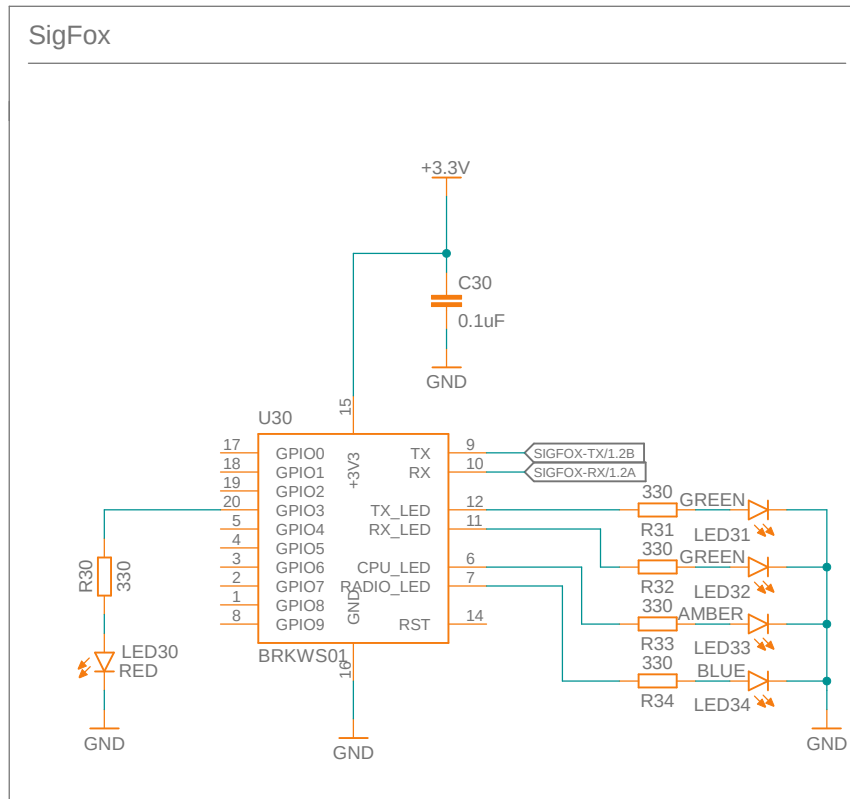 SigFox
+3.3V
C30
0.1uF
GND
15
U30
17 GPIO0 +3V3 TX 9 SIGFOX-TX/1.2B
18 GPIO1 RX 10 SIGFOX-RX/1.2A
19 GPIO2
20 GPIO3 TX_LED 12 330 GREEN
R31 LED31
5 GPIO4 RX_LED 11
4 GPIO5
330 GREEN
R32 LED32
3 GPIO6 CPU_LED 6
2 GPIO7 RADIO_LED 7
R30 330
1 GPIO8 GND
330 AMBER
R33 LED33
8 GPIO9 RST 14
BRKWS01
16
LED30
RED
330 BLUE
R34 LED34
GND
GND
GND